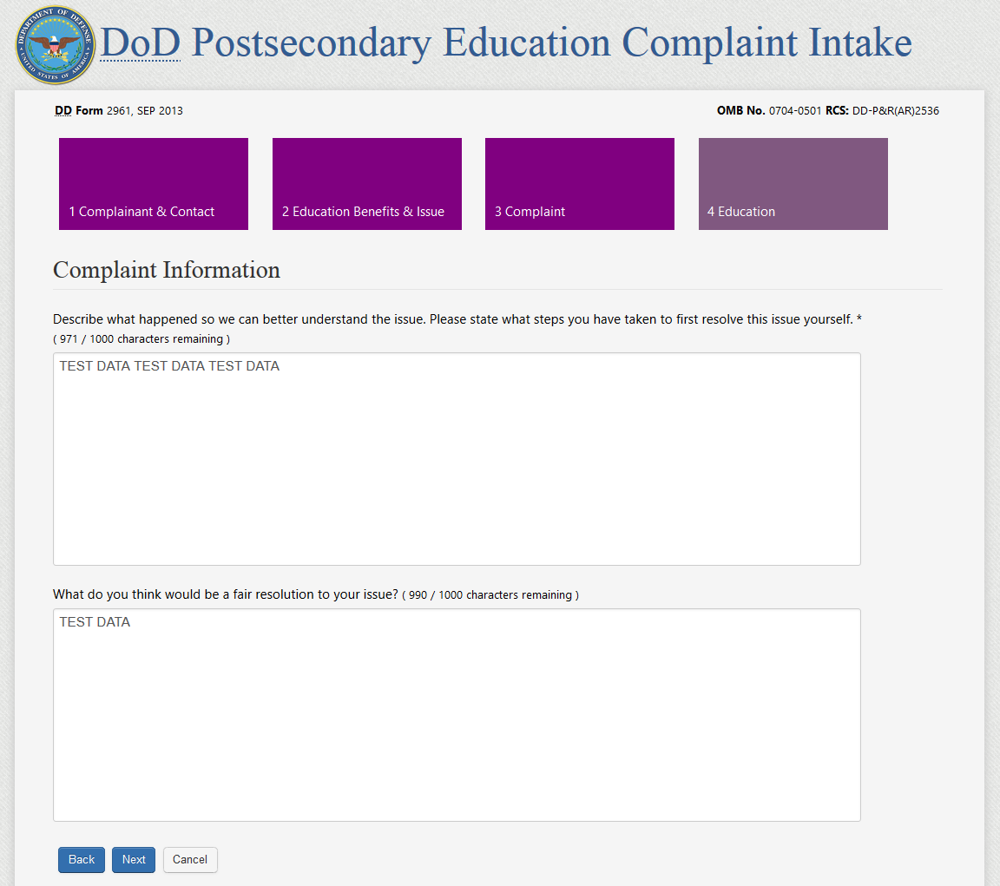 DEPARTMENT OF DEFENSE
UNITED STATES OF AMERICA
DoD Postsecondary Education Complaint Intake
DD Form 2961, SEP 2013 OMB No. 0704-0501 RCS: DD-P&R(AR)2536
1 Complainant & Contact 2 Education Benefits & Issue 3 Complaint 4 Education
Complaint Information
Describe what happened so we can better understand the issue. Please state what steps you have taken to first resolve this issue yourself. *
( 971 / 1000 characters remaining )
TEST DATA TEST DATA TEST DATA
What do you think would be a fair resolution to your issue? ( 990 / 1000 characters remaining )
TEST DATA
Back Next Cancel